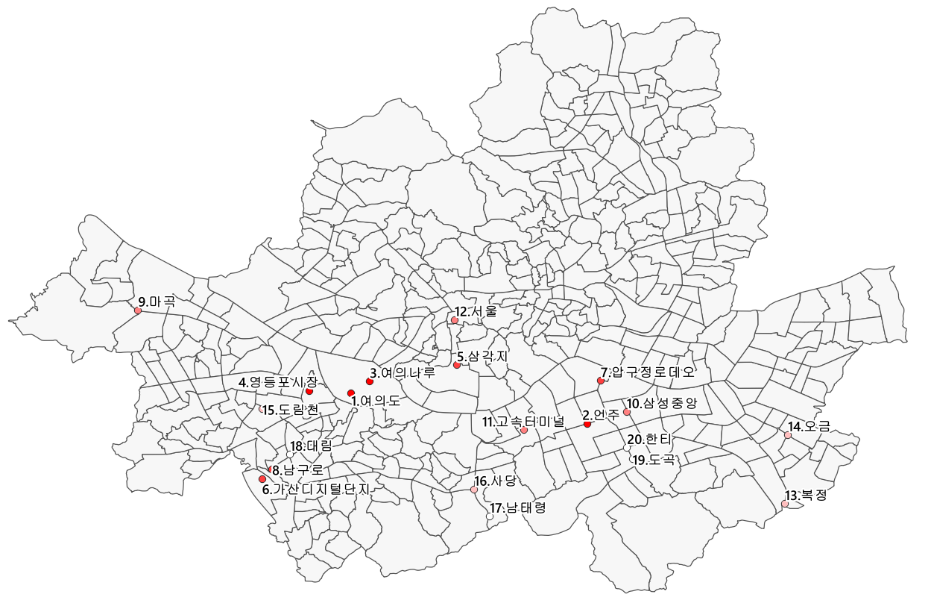 9.마곡
12.서울
5.삼각지
3.여의나루
7.압구정로데오
4.영등포시장
1.여의도
10.삼성중앙
15.도림천
2.언주
11.고속터미널
14.오금
20.한티
18.대림
19.도곡
8.남구로
16.사당
6.가산디지털단지
13.복정
17.남태령